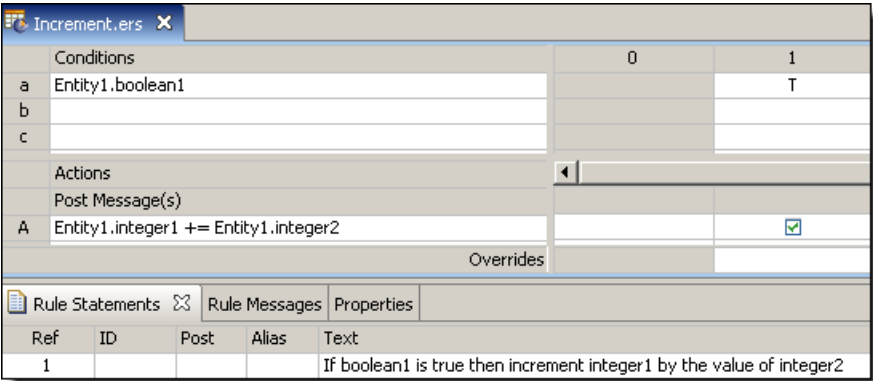 Increment.ers
Conditions 0 1
a Entity1.boolean1 T
b
c
Actions
Post Message(s)
A Entity1.integer1 += Entity1.integer2
Overrides
Rule Statements Rule Messages Properties
Ref ID Post Alias Text
1 If boolean1 is true then increment integer1 by the value of integer2